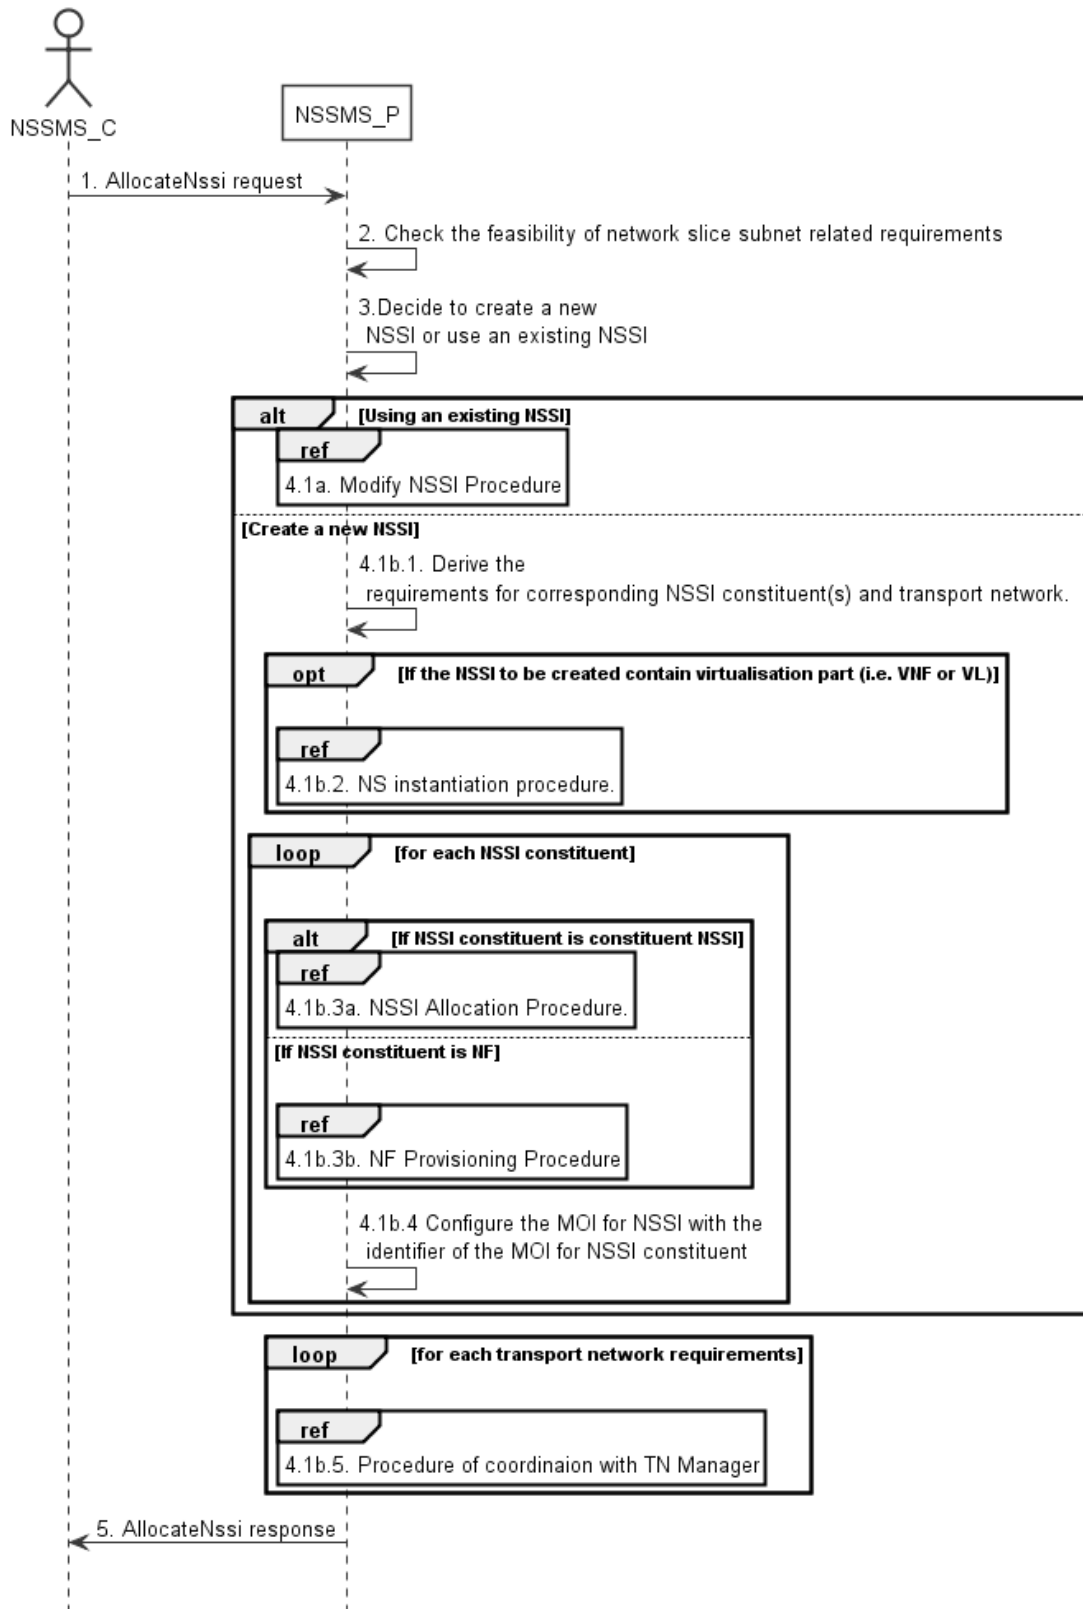 NSSMS_C
NSSMS_P
1. AllocateNssi request
2. Check the feasibility of network slice subnet related requirements
3.Decide to create a new
NSSI or use an existing NSSI
alt [Using an existing NSSI]
ref
4.1a. Modify NSSI Procedure
[Create a new NSSI]
4.1b.1. Derive the
requirements for corresponding NSSI constituent(s) and transport network.
opt [If the NSSI to be created contain virtualisation part (i.e. VNF or VL)]
ref
4.1b.2. NS instantiation procedure.
loop [for each NSSI constituent]
alt [If NSSI constituent is constituent NSSI]
ref
4.1b.3a. NSSI Allocation Procedure.
[If NSSI constituent is NF]
ref
4.1b.3b. NF Provisioning Procedure
4.1b.4 Configure the MOI for NSSI with the
identifier of the MOI for NSSI constituent
loop [for each transport network requirements]
ref
4.1b.5. Procedure of coordinaion with TN Manager
5. AllocateNssi response